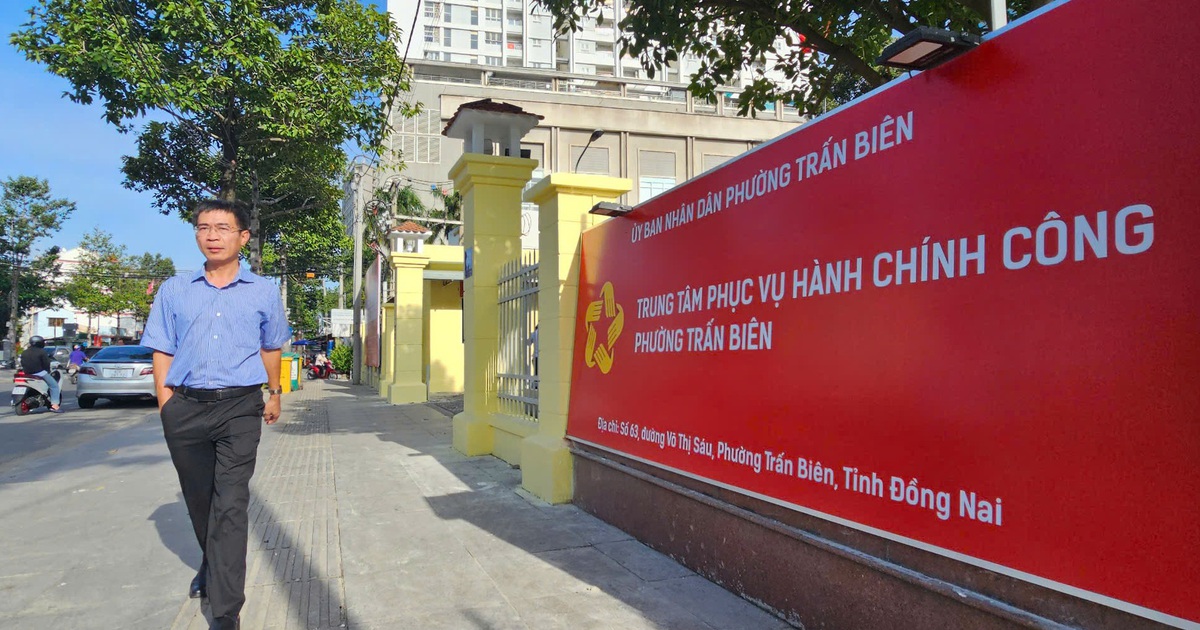 ỦY BAN NHÂN DÂN PHƯỜNG TRẤN BIÊN
TRUNG TÂM PHỤC VỤ HÀNH CHÍNH CÔNG
PHƯỜNG TRẤN BIÊN
Địa chỉ: Số 63, đường Võ Thị Sáu, Phường Trấn Biên, Tỉnh Đồng Nai